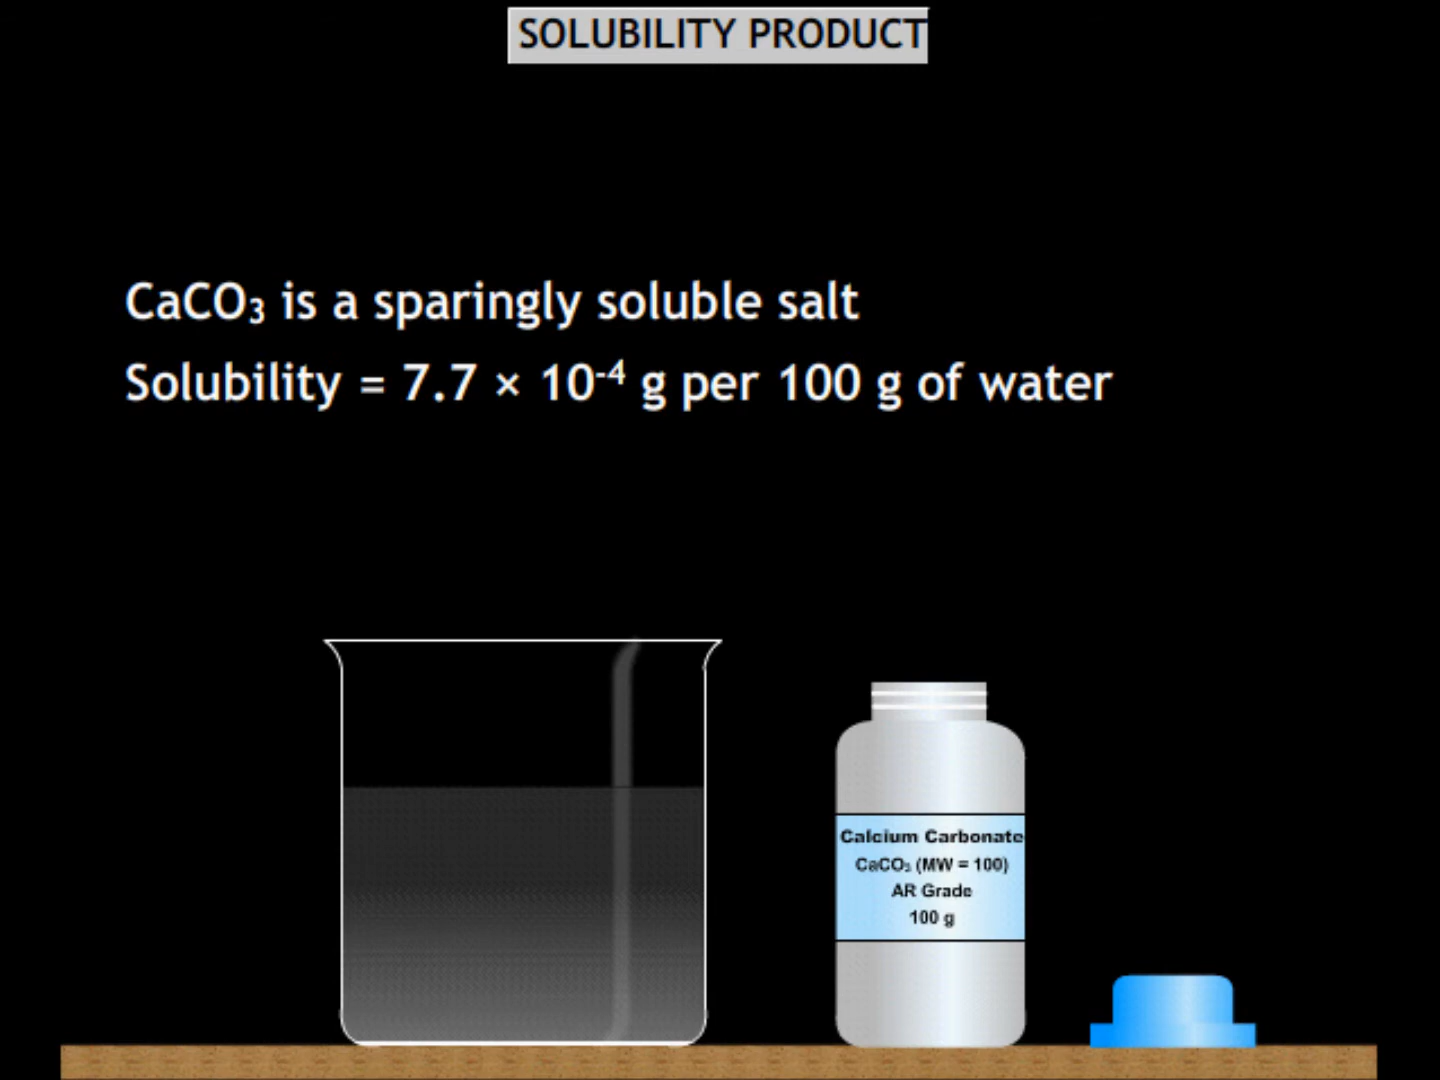 SOLUBILITY PRODUCT
CaCO₃ is a sparingly soluble salt
Solubility = 7.7 × 10⁻⁴ g per 100 g of water
Calcium Carbonate
CaCO₃ (MW = 100)
AR Grade
100 g